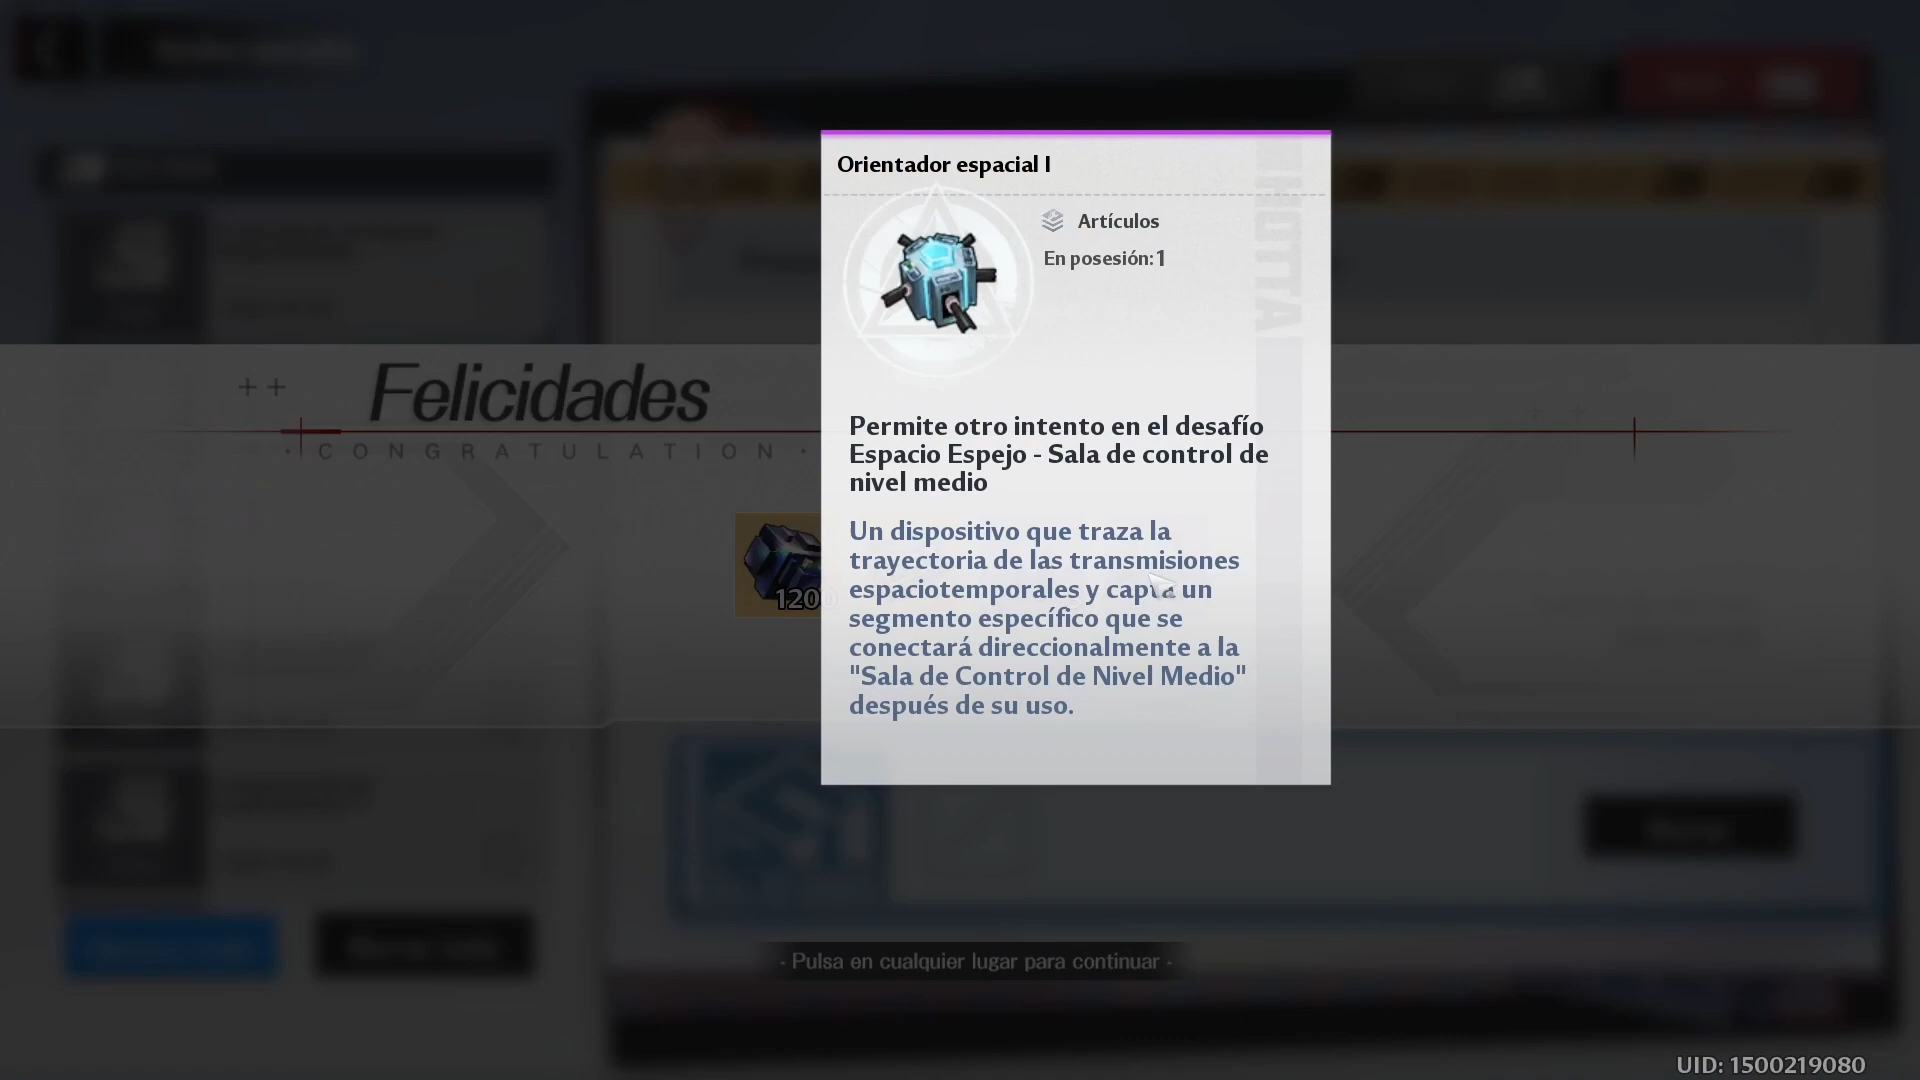 Orientador espacial I
Artículos
En posesión:1
Felicidades
CONGRATULATION
Permite otro intento en el desafío
Espacio Espejo - Sala de control de
nivel medio
Un dispositivo que traza la
trayectoria de las transmisiones
espaciotemporales y capta un
segmento específico que se
conectará direccionalmente a la
"Sala de Control de Nivel Medio"
después de su uso.
1200
- Pulsa en cualquier lugar para continuar -
UID: 1500219080